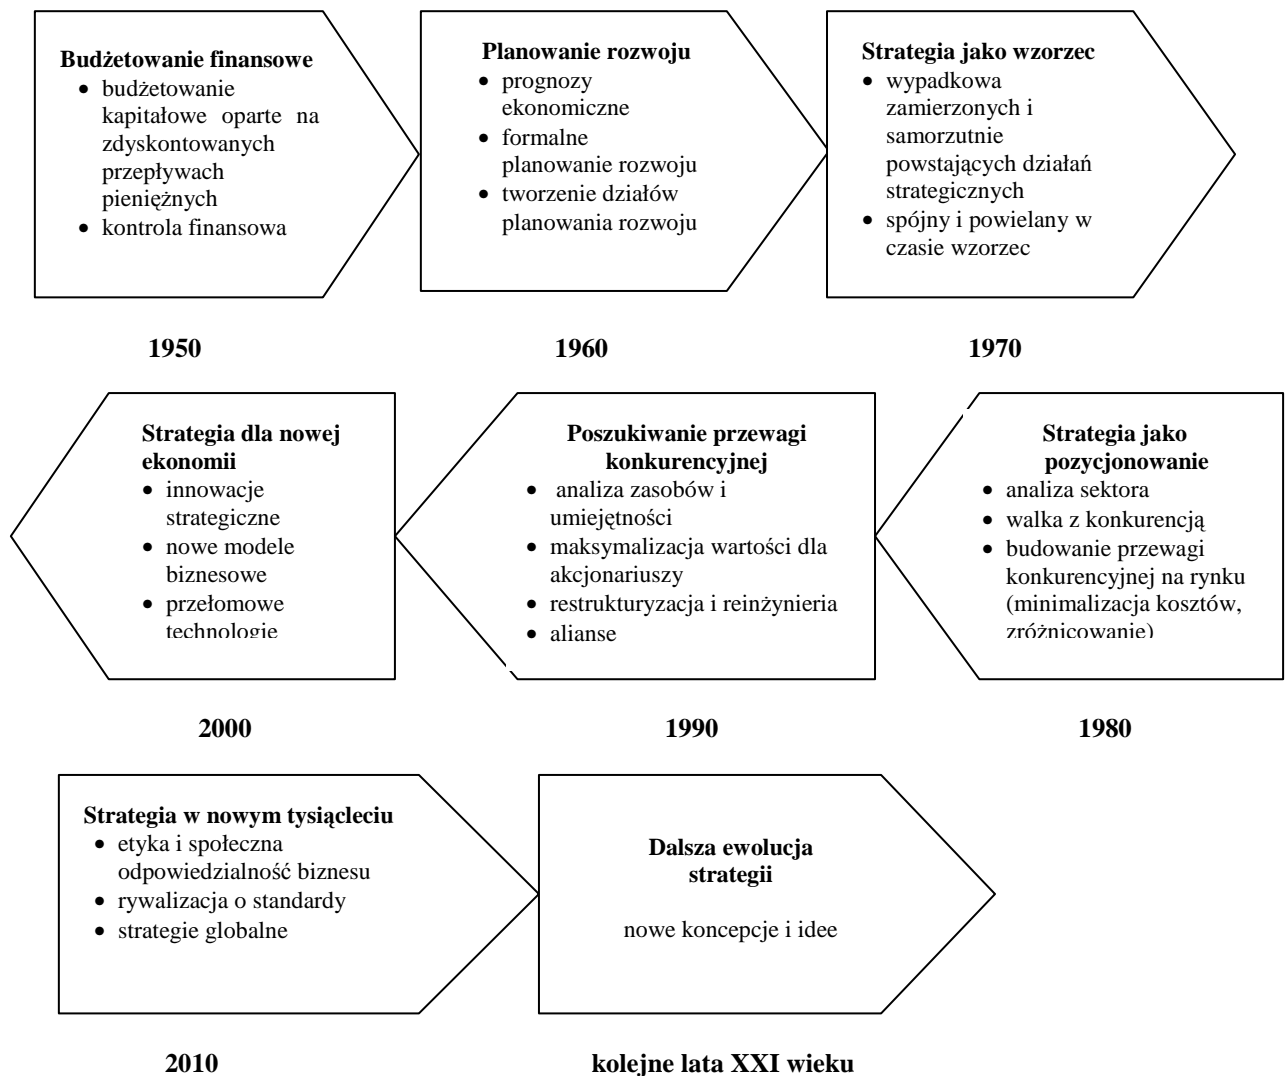 Budżetowanie finansowe
• budżetowanie
kapitałowe oparte na
zdyskontowanych
przepływach
pieniężnych
• kontrola finansowa
1950
Planowanie rozwoju
• prognozy
ekonomiczne
• formalne
planowanie rozwoju
• tworzenie działów
planowania rozwoju
1960
Strategia jako wzorzec
• wypadkowa
zamierzonych i
samorzutnie
powstających działań
strategicznych
• spójny i powielany w
czasie wzorzec
1970
Strategia jako
pozycjonowanie
• analiza sektora
• walka z konkurencją
• budowanie przewagi
konkurencyjnej na rynku
(minimalizacja kosztów,
zróżnicowanie)
1980
Poszukiwanie przewagi
konkurencyjnej
• analiza zasobów i
umiejętności
• maksymalizacja wartości dla
akcjonariuszy
• restrukturyzacja i reinżynieria
• alianse
1990
Strategia dla nowej
ekonomii
• innowacje
strategiczne
• nowe modele
biznesowe
• przełomowe
technologie
2000
Strategia w nowym tysiącleciu
• etyka i społeczna
odpowiedzialność biznesu
• rywalizacja o standardy
• strategie globalne
2010
Dalsza ewolucja
strategii
nowe koncepcje i idee
kolejne lata XXI wieku